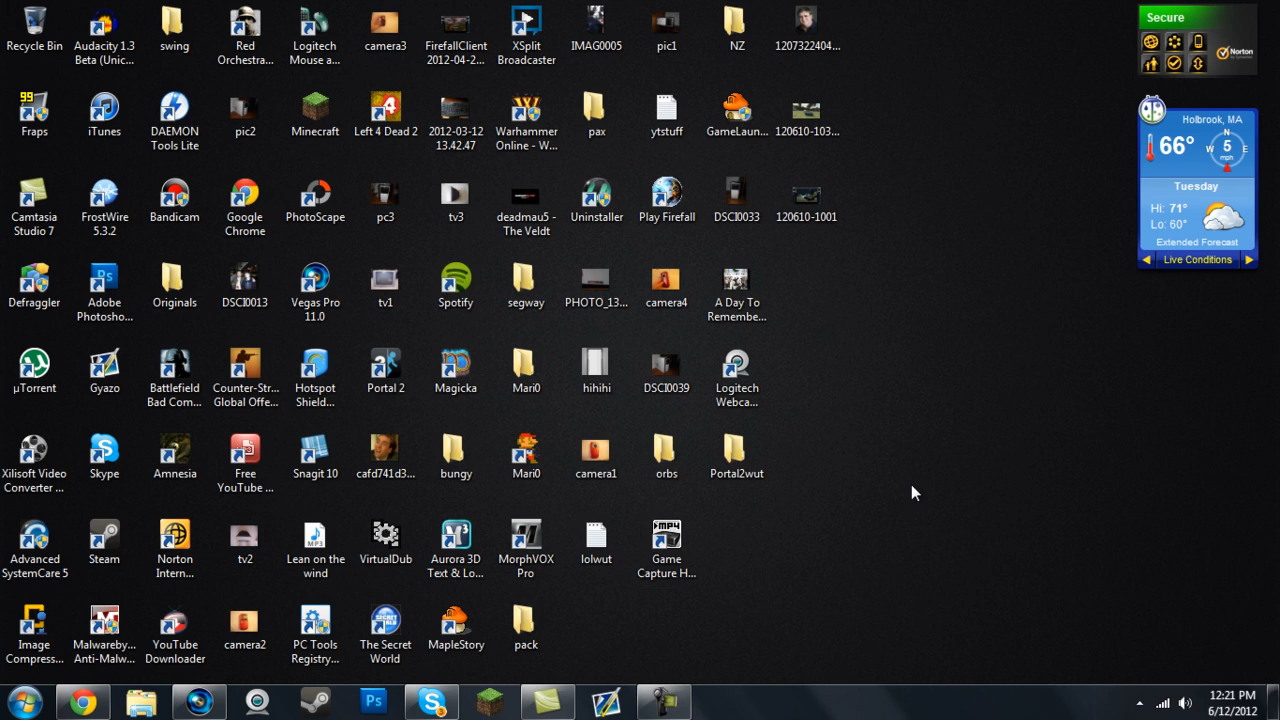 Recycle Bin
Audacity 1.3
Beta (Unic...
swing
Red
Orchestra...
Logitech
Mouse a...
camera3
FirefallClient
2012-04-2...
XSplit
Broadcaster
IMAG0005
pic1
NZ
1207322404...
Secure
Norton
99
Fraps
iTunes
DAEMON
Tools Lite
pic2
Minecraft
Left 4 Dead 2
2012-03-12
13.42.47
Warhammer
Online - W...
pax
ytstuff
GameLaun...
120610-103...
Holbrook, MA
66°
N
W
5
E
mph
Tuesday
Hi: 71°
Lo: 60°
Extended Forecast
Live Conditions
Camtasia
Studio 7
FrostWire
5.3.2
Bandicam
Google
Chrome
PhotoScape
pc3
tv3
deadmau5 -
The Veldt
Uninstaller
Play Firefall
DSCI0033
120610-1001
Defraggler
Ps
Adobe
Photosho...
Originals
DSCI0013
Vegas Pro
11.0
tv1
Spotify
segway
PHOTO_13...
camera4
A Day To
Remembe...
µTorrent
Gyazo
Battlefield
Bad Com...
Counter-Str...
Global Offe...
Hotspot
Shield...
2
Portal 2
Magicka
Mari0
hihihi
DSCI0039
Logitech
Webca...
Xilisoft Video
Converter ...
Skype
Amnesia
Free
YouTube ...
Snagit 10
cafd741d3...
bungy
Mari0
camera1
orbs
Portal2wut
Advanced
SystemCare 5
Steam
Norton
Intern...
tv2
MP3
Lean on the
wind
VirtualDub
Aurora 3D
Text & Lo...
MorphVOX
Pro
lolwut
MP4
Game
Capture H...
Image
Compress...
Malwareby...
Anti-Malw...
YouTube
Downloader
camera2
PC Tools
Registry...
SECRET
The Secret
World
MapleStory
pack
Ps
3
12:21 PM
6/12/2012